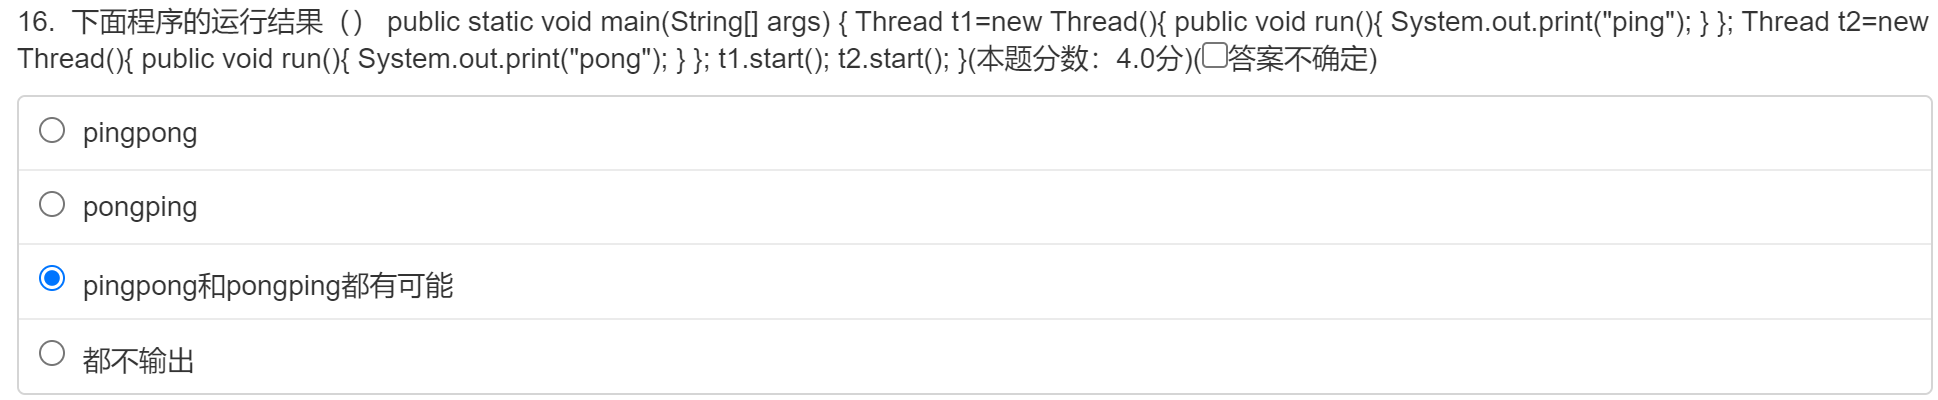 16. 下面程序的运行结果（） public static void main(String[] args) { Thread t1=new Thread(){ public void run(){ System.out.print("ping"); } }; Thread t2=new
Thread(){ public void run(){ System.out.print("pong"); } }; t1.start(); t2.start(); }(本题分数：4.0分)(答案不确定)
pingpong
pongping
pingpong和pongping都有可能
都不输出